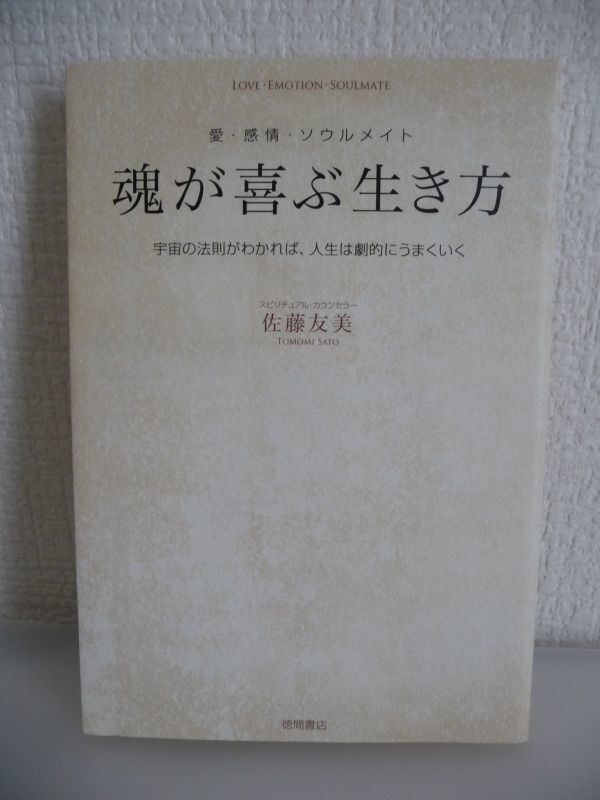 LOVE・EMOTION・SOULMATE
愛・感情・ソウルメイト
魂が喜ぶ生き方
宇宙の法則がわかれば、人生は劇的にうまくいく
スピリチュアル・カウンセラー
佐藤友美
TOMOMI SATO
徳間書店